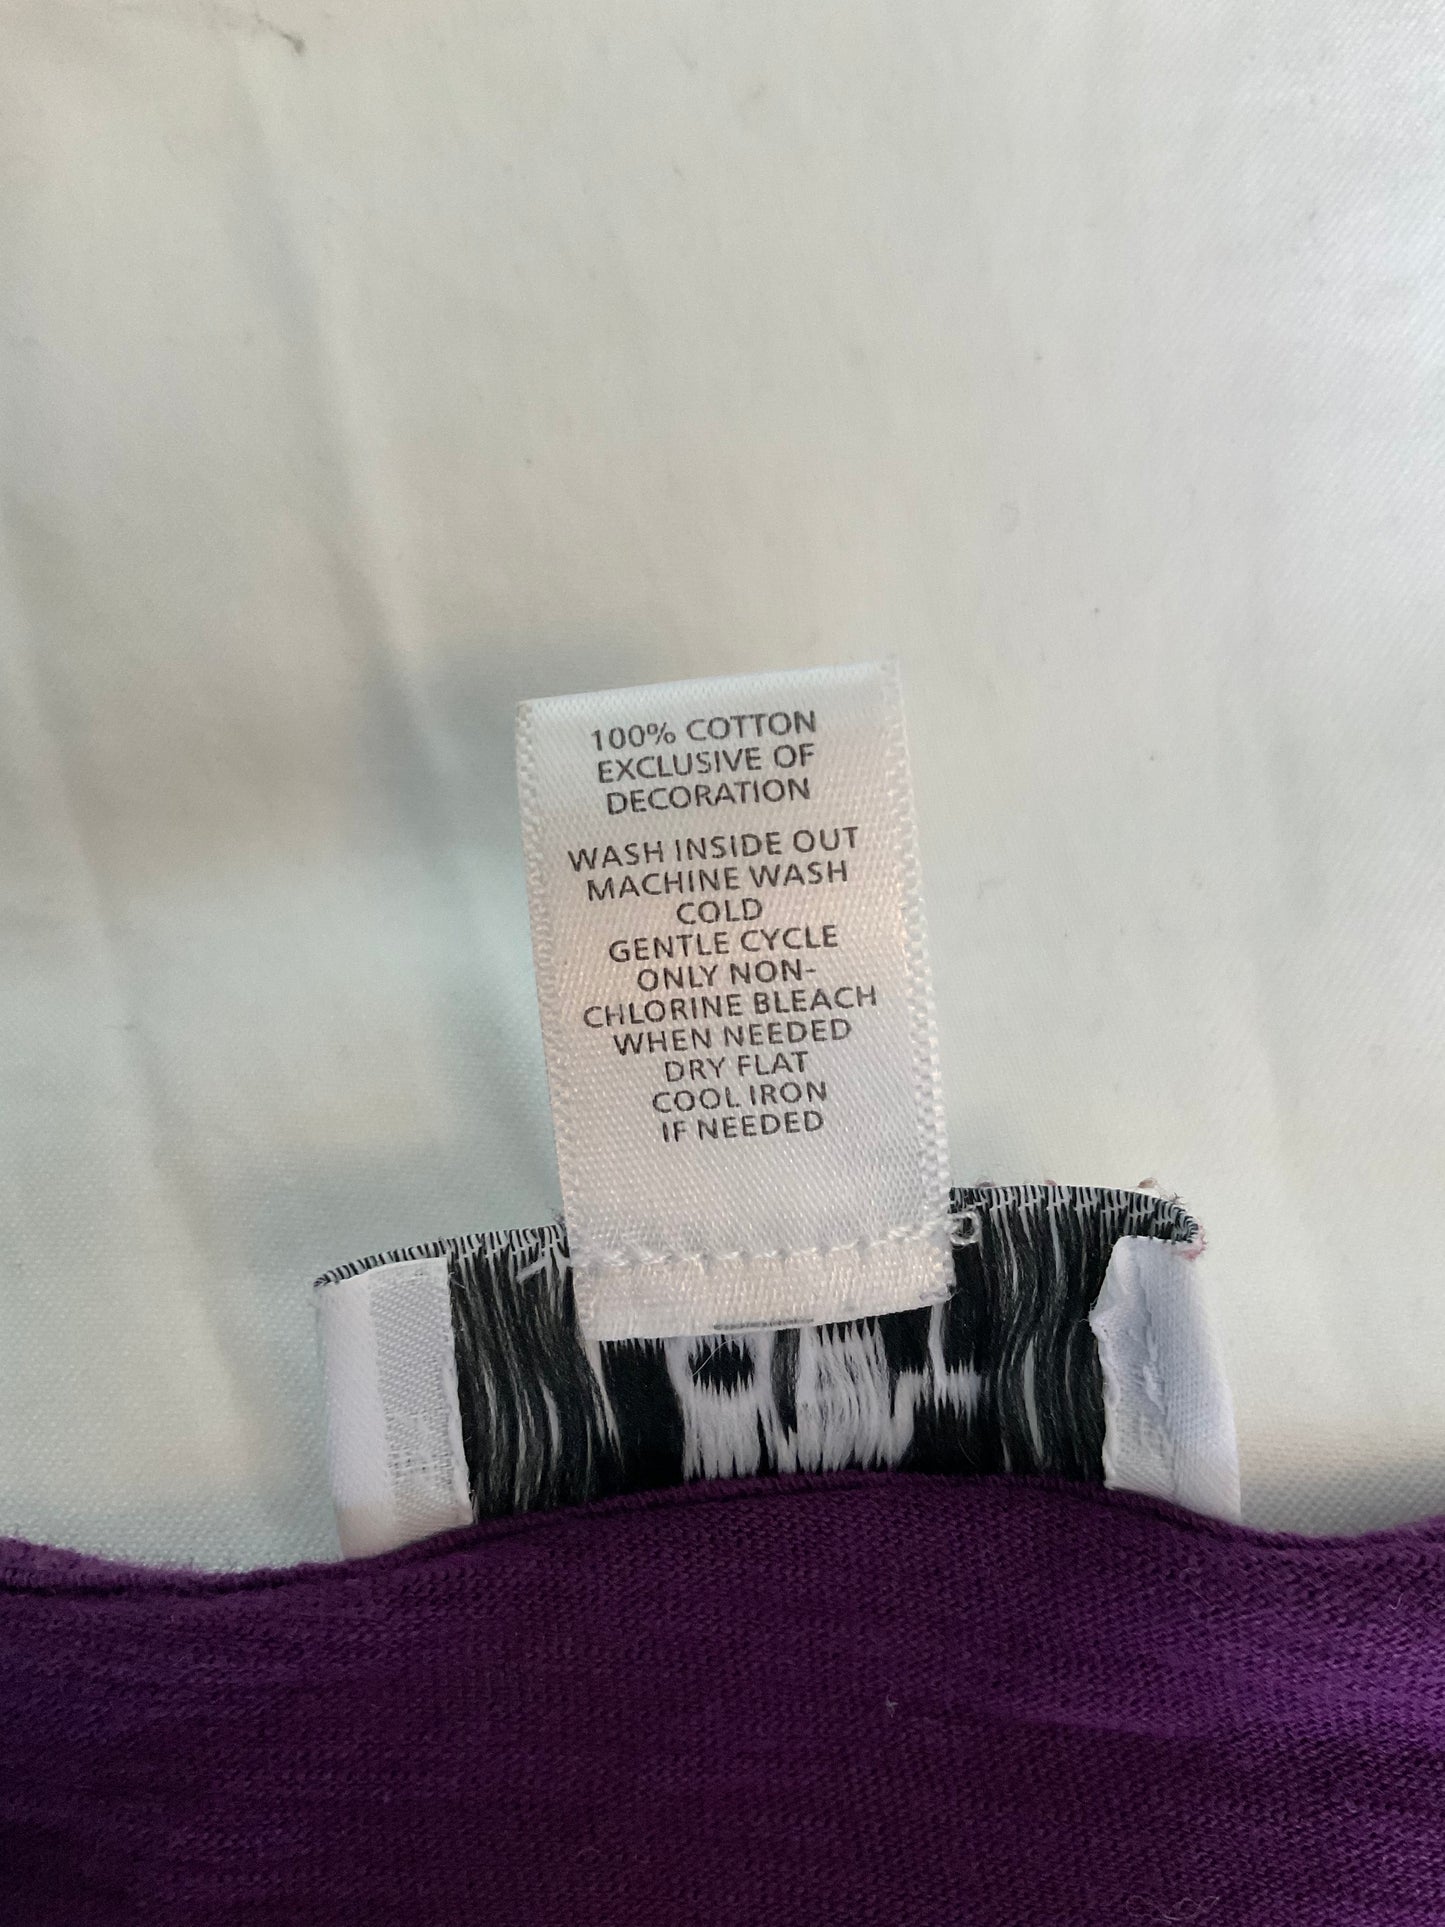 100% COTTON
EXCLUSIVE OF
DECORATION
WASH INSIDE OUT
MACHINE WASH
COLD
GENTLE CYCLE
ONLY NON-
CHLORINE BLEACH
WHEN NEEDED
DRY FLAT
COOL IRON
IF NEEDED